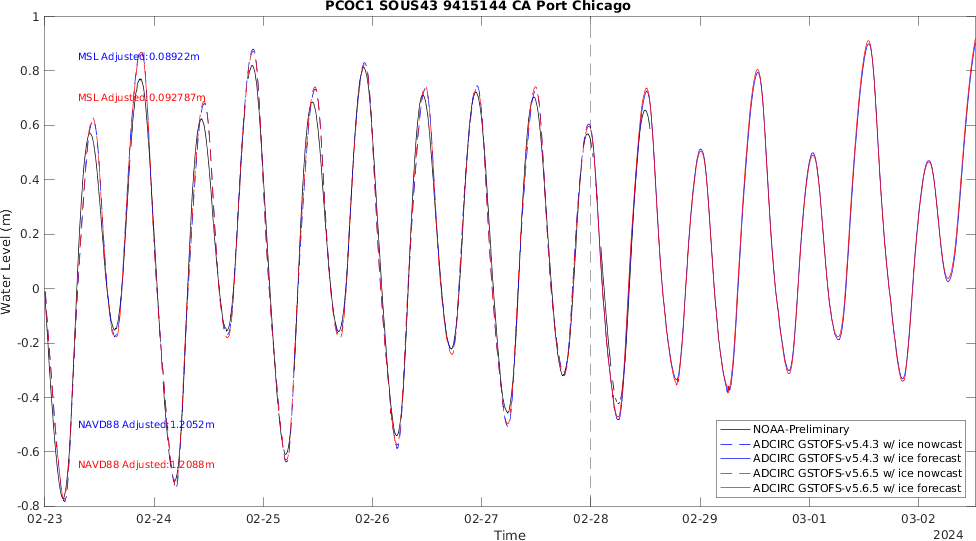 PCOC1 SOUS43 9415144 CA Port Chicago
1
0.8
0.6
0.4
0.2
0
-0.2
-0.4
-0.6
-0.8
Water Level (m)
MSL Adjusted:0.08922m
MSL Adjusted:0.092787m
NAVD88 Adjusted:1.2052m
NAVD88 Adjusted:1.2088m
NOAA-Preliminary
ADCIRC GSTOFS-v5.4.3 w/ ice nowcast
ADCIRC GSTOFS-v5.4.3 w/ ice forecast
ADCIRC GSTOFS-v5.6.5 w/ ice nowcast
ADCIRC GSTOFS-v5.6.5 w/ ice forecast
02-23 02-24 02-25 02-26 02-27 02-28 02-29 03-01 03-02
Time
2024